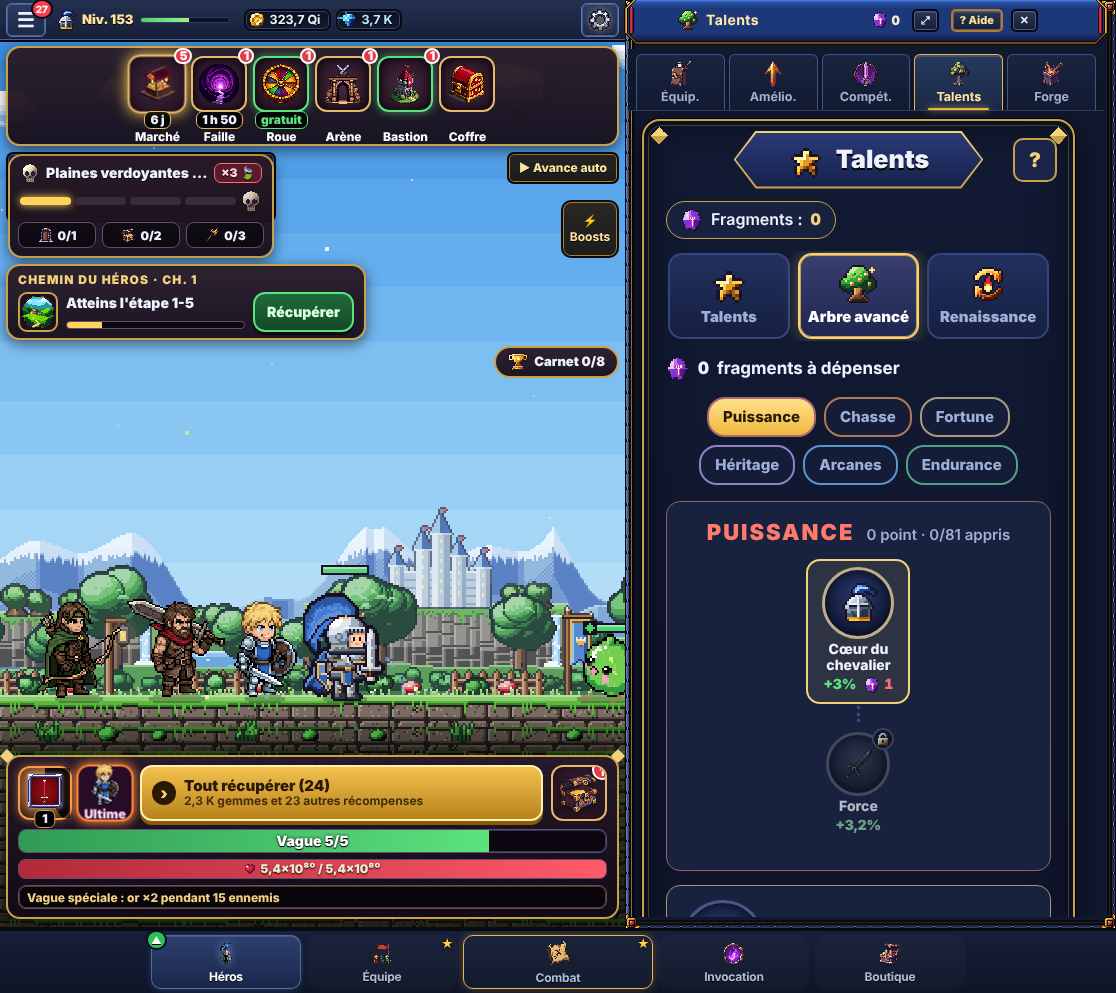 27
Niv. 153
323,7 Qi
3,7 K
5
6 j
Marché
1
1 h 50
Faille
1
gratuit
Roue
1
Arène
1
Bastion
Coffre
Plaines verdoyantes ...
×3
0/1
0/2
0/3
Avance auto
Boosts
CHEMIN DU HÉROS · CH. 1
Atteins l'étape 1-5
Récupérer
Carnet 0/8
1
Ultime
Tout récupérer (24)
2,3 K gemmes et 23 autres récompenses
Vague 5/5
5,4×10⁸⁰ / 5,4×10⁸⁰
Vague spéciale : or ×2 pendant 15 ennemis
Talents
0
? Aide
×
Équip.
Amélio.
Compét.
Talents
Forge
Talents
?
Fragments : 0
Talents
Arbre avancé
Renaissance
0 fragments à dépenser
Puissance
Chasse
Fortune
Héritage
Arcanes
Endurance
PUISSANCE 0 point · 0/81 appris
Cœur du
chevalier
+3% 1
Force
+3,2%
Héros
Équipe
Combat
Invocation
Boutique